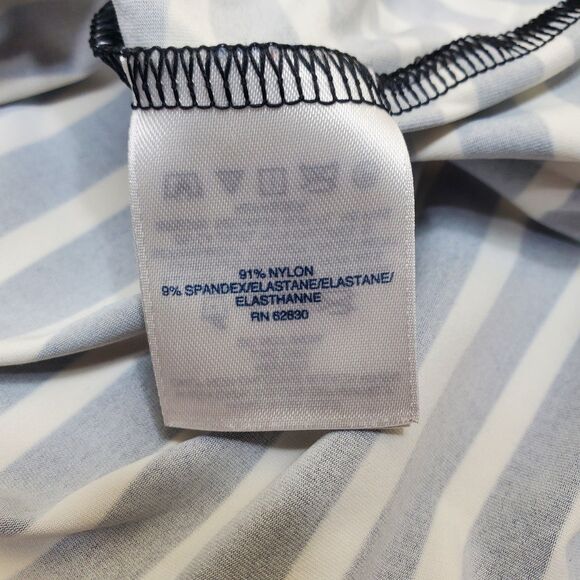 91% NYLON
9% SPANDEX/ELASTANE/ELASTANE/
ELASTHANNE
RN 62830